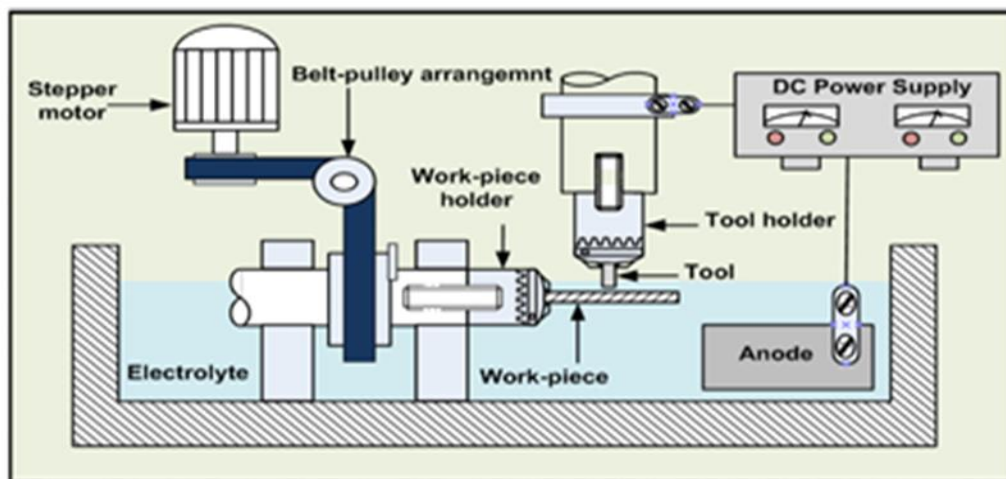 Stepper
motor
Belt-pulley arrangemnt
DC Power Supply
Work-piece
holder
Tool holder
Tool
Electrolyte
Work-piece
Anode